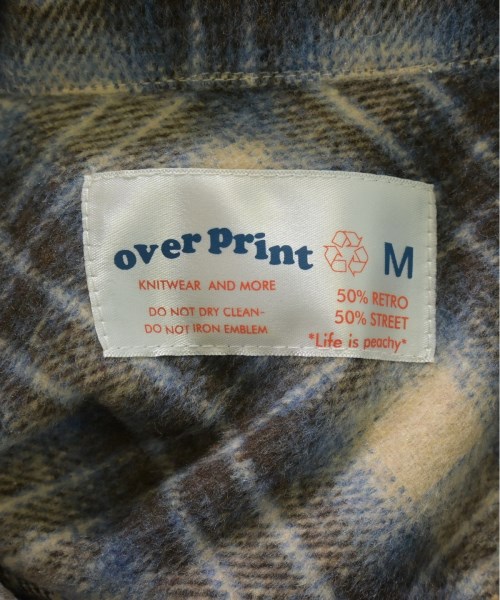 over print M
KNITWEAR AND MORE
DO NOT DRY CLEAN-
DO NOT IRON EMBLEM
50% RETRO
50% STREET
*Life is peachy*